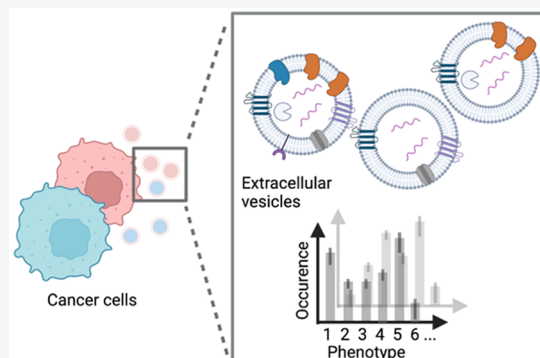 Extracellular
vesicles
Cancer cells
Occurence
1 2 3 4 5 6 ...
Phenotype